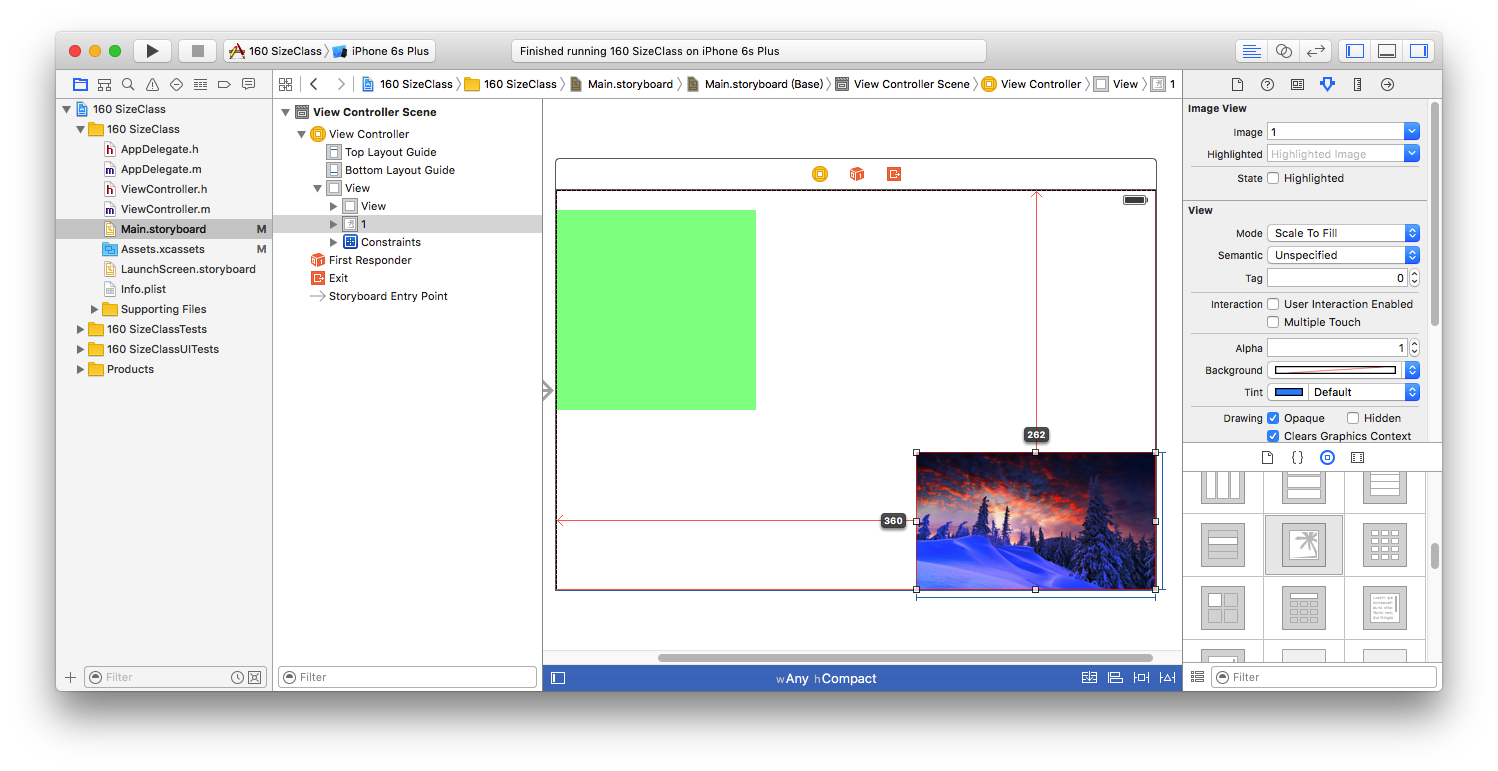 160 SizeClass iPhone 6s Plus
Finished running 160 SizeClass on iPhone 6s Plus
160 SizeClass
160 SizeClass
AppDelegate.h
AppDelegate.m
ViewController.h
ViewController.m
Main.storyboard M
Assets.xcassets M
LaunchScreen.storyboard
Info.plist
Supporting Files
160 SizeClassTests
160 SizeClassUITests
Products
Filter
160 SizeClass 160 SizeClass Main.storyboard Main.storyboard (Base) View Controller Scene View Controller View 1
View Controller Scene
View Controller
Top Layout Guide
Bottom Layout Guide
View
View
1
Constraints
First Responder
Exit
Storyboard Entry Point
Filter
262
360
wAny hCompact
Image View
Image 1
Highlighted Highlighted Image
State Highlighted
View
Mode Scale To Fill
Semantic Unspecified
Tag 0
Interaction User Interaction Enabled
Multiple Touch
Alpha 1
Background
Tint Default
Drawing Opaque Hidden
Clears Graphics Context
Filter